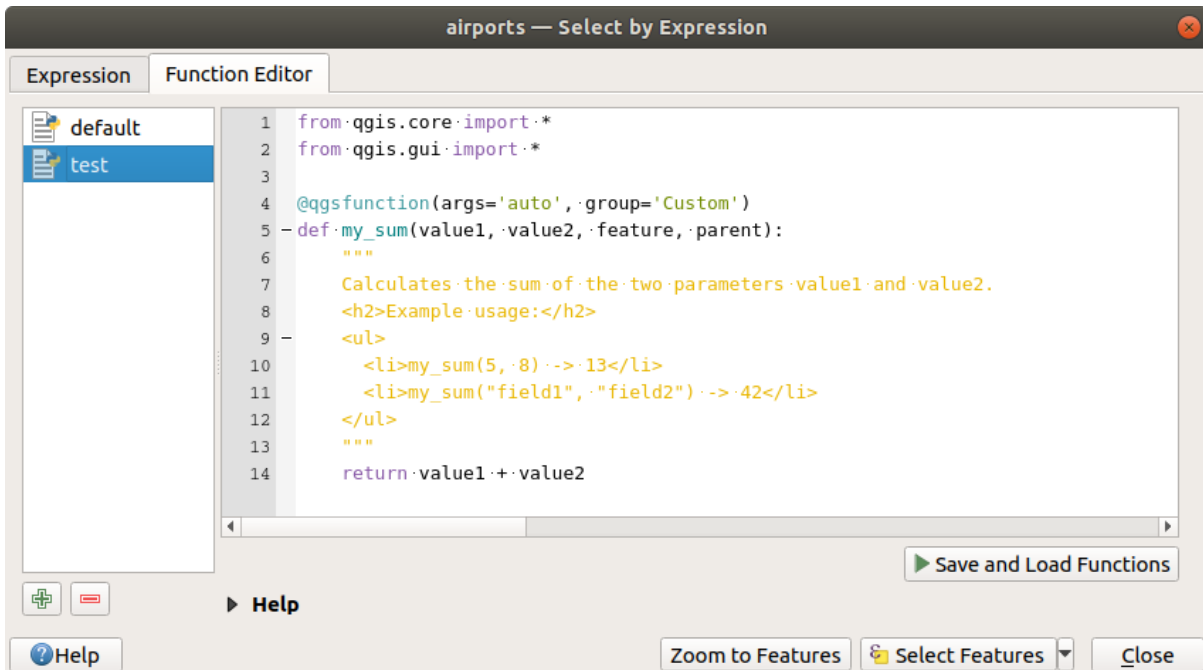 airports — Select by Expression
Expression
Function Editor
default
test
1 from qgis.core import *
2 from qgis.gui import *
3
4 @qgsfunction(args='auto', group='Custom')
5 def my_sum(value1, value2, feature, parent):
6 """
7 Calculates the sum of the two parameters value1 and value2.
8 <h2>Example usage:</h2>
9 <ul>
10 <li>my_sum(5, 8) -> 13</li>
11 <li>my_sum("field1", "field2") -> 42</li>
12 </ul>
13 """
14 return value1 + value2
Save and Load Functions
Help
Help
Zoom to Features
Select Features
Close